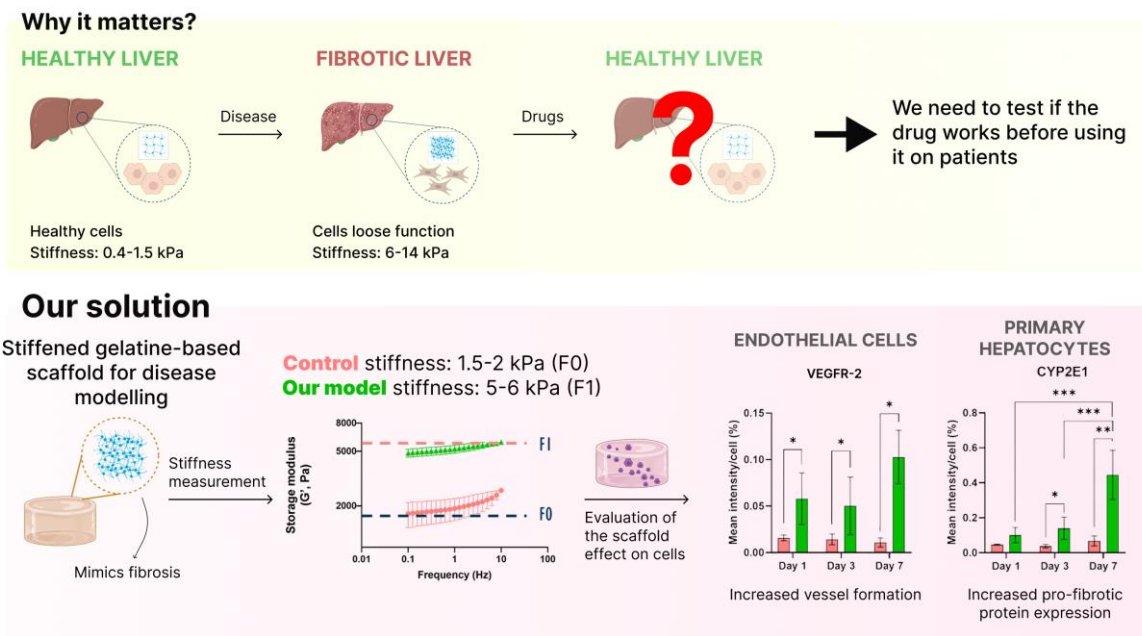 Why it matters?
HEALTHY LIVER
FIBROTIC LIVER
HEALTHY LIVER
Disease
Drugs
?
We need to test if the
drug works before using
it on patients
Healthy cells
Stiffness: 0.4-1.5 kPa
Cells loose function
Stiffness: 6-14 kPa
Our solution
Stiffened gelatine-based
scaffold for disease
modelling
Mimics fibrosis
Stiffness
measurement
Control stiffness: 1.5-2 kPa (F0)
Our model stiffness: 5-6 kPa (F1)
Storage modulus
(G', Pa)
8000
5000
2000
F1
F0
0.01
0.1
1
10
100
Frequency (Hz)
Evaluation of
the scaffold
effect on cells
ENDOTHELIAL CELLS
VEGFR-2
Mean intensity/cell (%)
0.15
0.10
0.05
0.00
*
*
*
Day 1
Day 3
Day 7
Increased vessel formation
PRIMARY
HEPATOCYTES
CYP2E1
Mean intensity/cell (%)
0.8
0.6
0.4
0.2
0.0
***
***
**
*
Day 1
Day 3
Day 7
Increased pro-fibrotic
protein expression